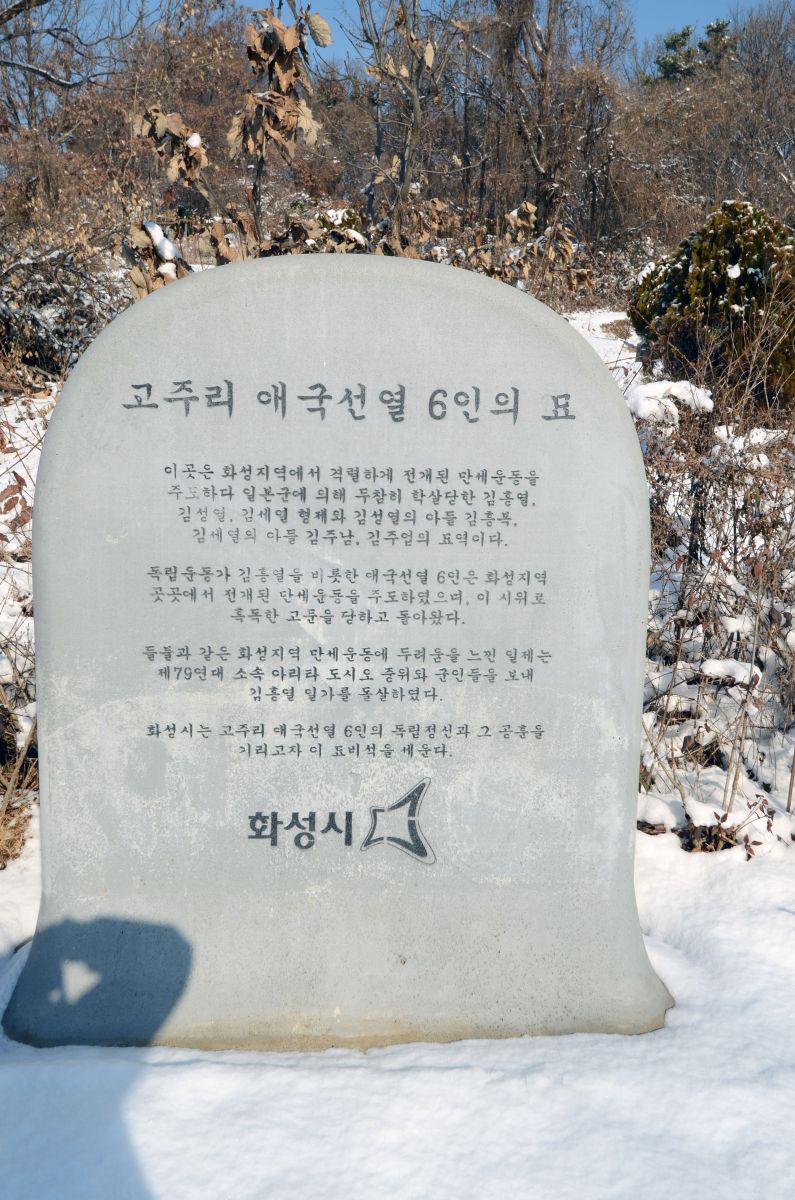 고주리 애국선열 6인의 묘
이곳은 화성지역에서 격렬하게 전개된 만세운동을
주도하다 일본군에 의해 무참히 학살당한 김흥열,
김성열, 김세열 형제와 김성열의 아들 김흥복,
김세열의 아들 김주남, 김주업의 묘역이다.
독립운동가 김흥열을 비롯한 애국선열 6인은 화성지역
곳곳에서 전개된 만세운동을 주도하였으며, 이 시위로
혹독한 고문을 당하고 돌아왔다.
들불과 같은 화성지역 만세운동에 두려움을 느낀 일제는
제79연대 소속 아리타 도시오 중위와 군인들을 보내
김흥열 일가를 몰살하였다.
화성시는 고주리 애국선열 6인의 독립정신과 그 공훈을
기리고자 이 묘비석을 세운다.
화성시